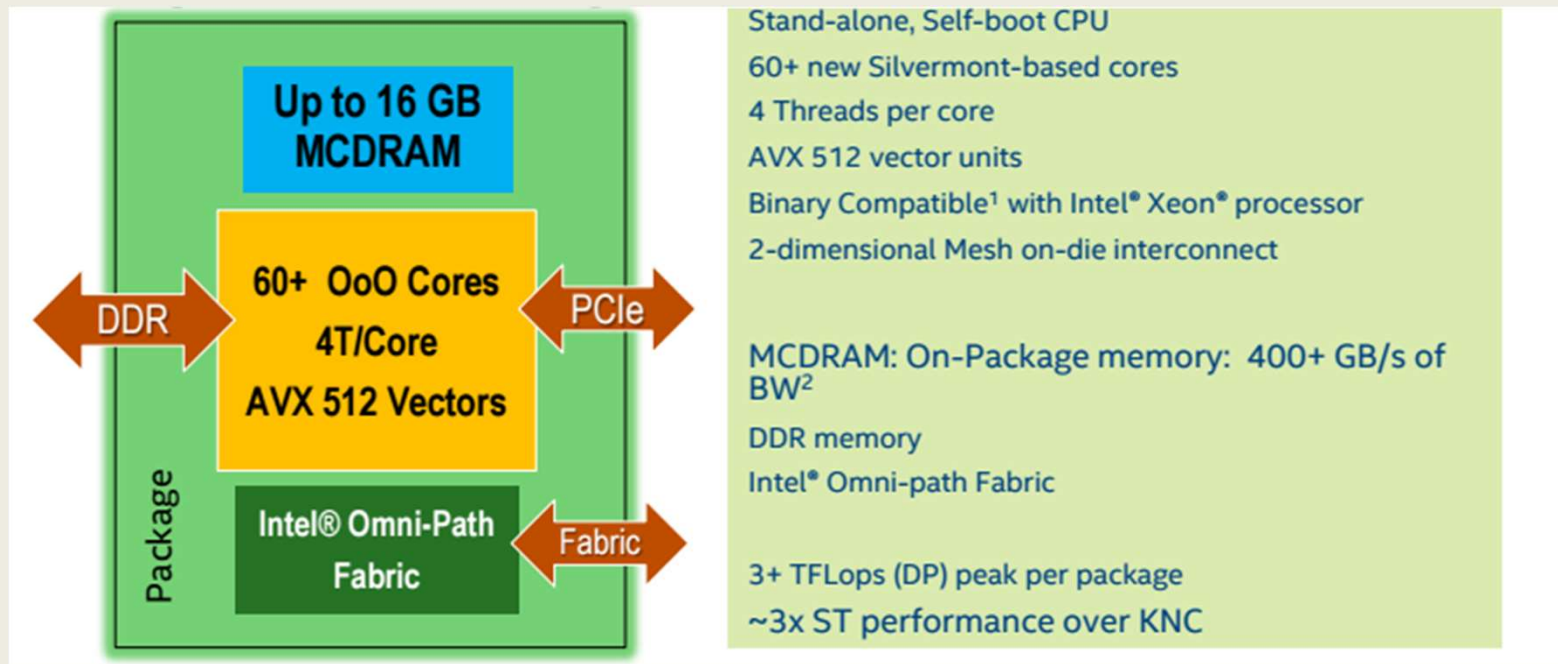 Up to 16 GB
MCDRAM
60+ OoO Cores
4T/Core
AVX 512 Vectors
DDR
PCIe
Package
Intel® Omni-Path
Fabric
Fabric
Stand-alone, Self-boot CPU
60+ new Silvermont-based cores
4 Threads per core
AVX 512 vector units
Binary Compatible¹ with Intel® Xeon® processor
2-dimensional Mesh on-die interconnect
MCDRAM: On-Package memory: 400+ GB/s of
BW²
DDR memory
Intel® Omni-path Fabric
3+ TFLops (DP) peak per package
~3x ST performance over KNC